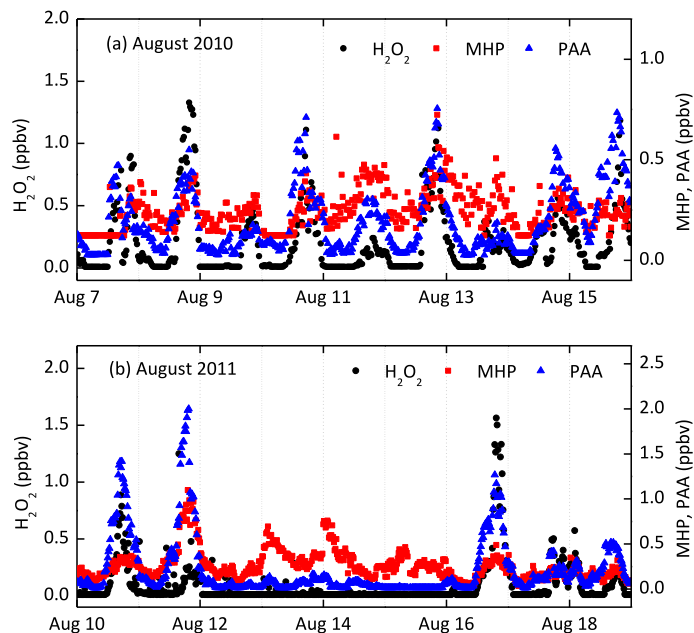 (a) August 2010
H₂O₂ MHP PAA
2.0
1.5
1.0
0.5
0.0
H₂O₂ (ppbv)
1.0
0.5
0.0
MHP, PAA (ppbv)
Aug 7 Aug 9 Aug 11 Aug 13 Aug 15
(b) August 2011
H₂O₂ MHP PAA
2.0
1.5
1.0
0.5
0.0
H₂O₂ (ppbv)
2.5
2.0
1.5
1.0
0.5
0.0
MHP, PAA (ppbv)
Aug 10 Aug 12 Aug 14 Aug 16 Aug 18